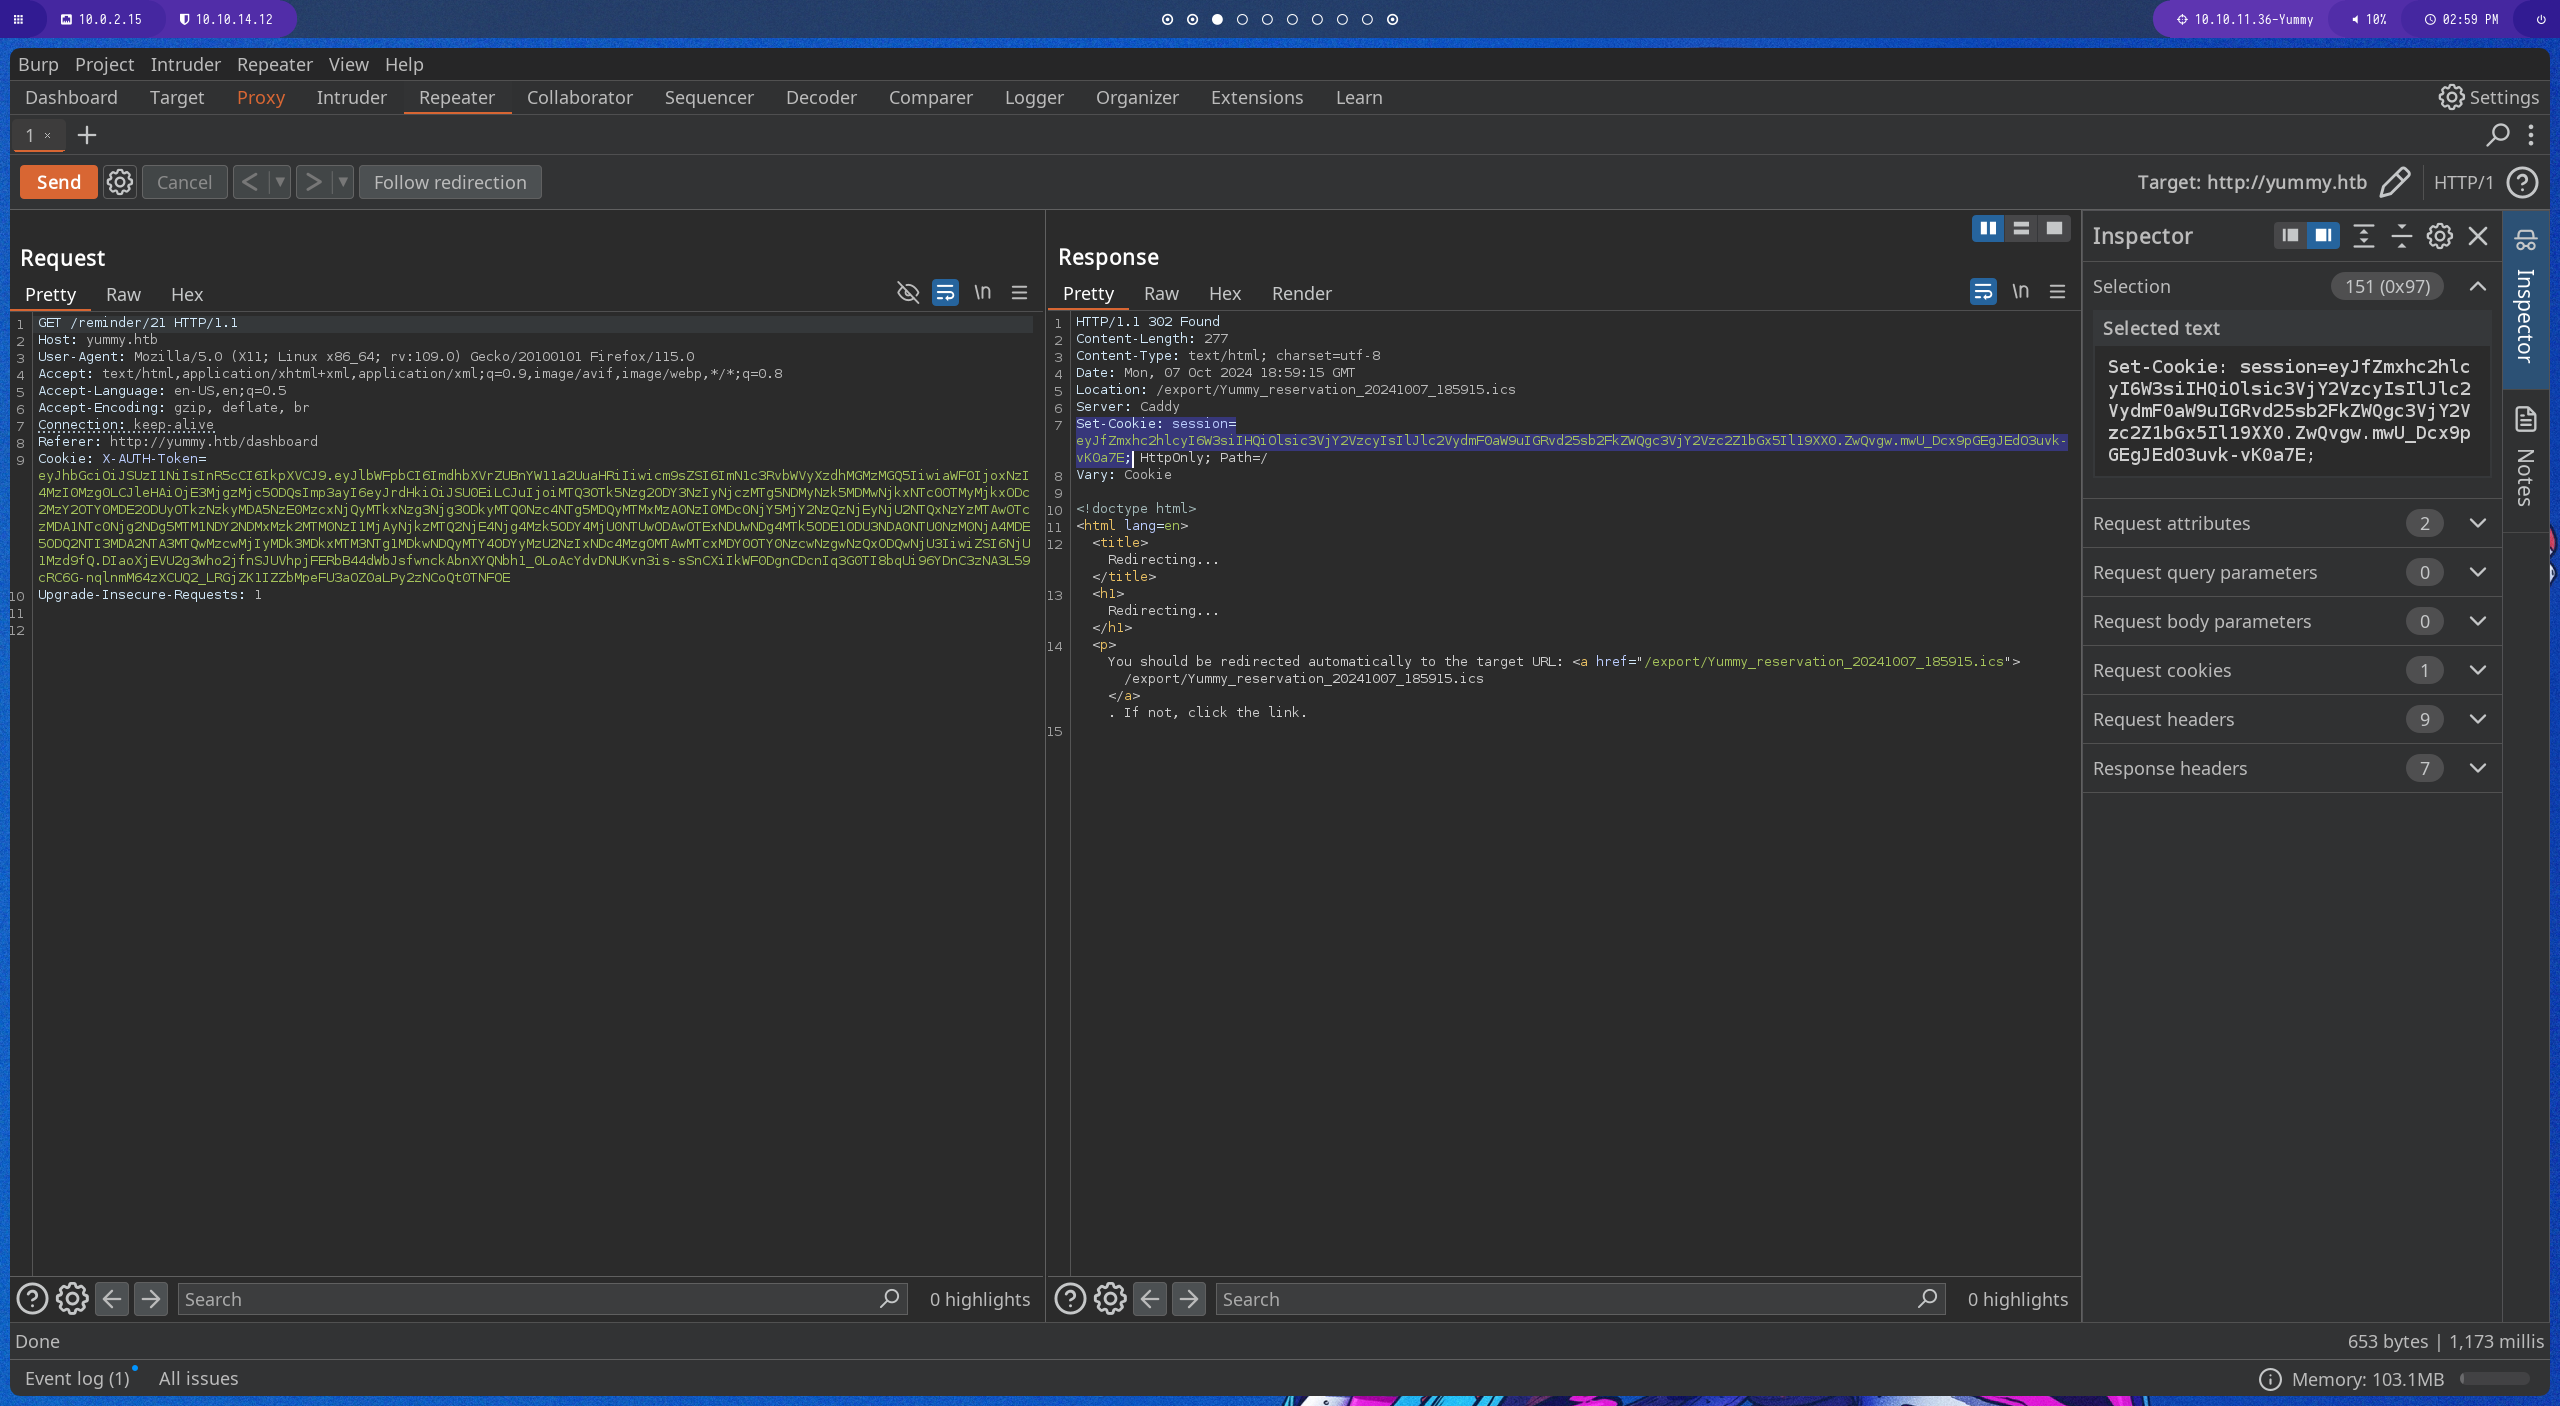 10.0.2.15
10.10.14.12
10.10.11.36-Yummy
10%
02:59 PM
Burp Project Intruder Repeater View Help
Dashboard Target Proxy Intruder Repeater Collaborator Sequencer Decoder Comparer Logger Organizer Extensions Learn
Settings
1 × +
Send Cancel < > Follow redirection
Target: http://yummy.htb HTTP/1
Request
Pretty Raw Hex
\n
1 GET /reminder/21 HTTP/1.1
2 Host: yummy.htb
3 User-Agent: Mozilla/5.0 (X11; Linux x86_64; rv:109.0) Gecko/20100101 Firefox/115.0
4 Accept: text/html,application/xhtml+xml,application/xml;q=0.9,image/avif,image/webp,*/*;q=0.8
5 Accept-Language: en-US,en;q=0.5
6 Accept-Encoding: gzip, deflate, br
7 Connection: keep-alive
8 Referer: http://yummy.htb/dashboard
9 Cookie: X-AUTH-Token=
10 Upgrade-Insecure-Requests: 1
11
12
Search
0 highlights
Response
Pretty Raw Hex Render
\n
1 HTTP/1.1 302 Found
2 Content-Length: 277
3 Content-Type: text/html; charset=utf-8
4 Date: Mon, 07 Oct 2024 18:59:15 GMT
5 Location: /export/Yummy_reservation_20241007_185915.ics
6 Server: Caddy
7 Set-Cookie: session=
eyJfZmxhc2hlcyI6W3siIHQiOlsic3VjY2VzcyIsIlJlc2VydmF0aW9uIGRvd25sb2FkZWQgc3VjY2Vzc2Z1bGx5Il19XX0.ZwQvgw.mwU_Dcx9pGEgJEdO3uvk-
vK0a7E; HttpOnly; Path=/
8 Vary: Cookie
9
10 <!doctype html>
11 <html lang=en>
12 <title>
Redirecting...
</title>
13 <h1>
Redirecting...
</h1>
14 <p>
You should be redirected automatically to the target URL: <a href="/export/Yummy_reservation_20241007_185915.ics">
/export/Yummy_reservation_20241007_185915.ics
</a>
. If not, click the link.
15
Search
0 highlights
Inspector
Selection 151 (0x97)
Selected text
Set-Cookie: session=eyJfZmxhc2hlc
yI6W3siIHQiOlsic3VjY2VzcyIsIlJlc2
VydmF0aW9uIGRvd25sb2FkZWQgc3VjY2V
zc2Z1bGx5Il19XX0.ZwQvgw.mwU_Dcx9p
GEgJEdO3uvk-vK0a7E;
Request attributes 2
Request query parameters 0
Request body parameters 0
Request cookies 1
Request headers 9
Response headers 7
Inspector
Notes
Done
653 bytes | 1,173 millis
Event log (1) All issues
Memory: 103.1MB